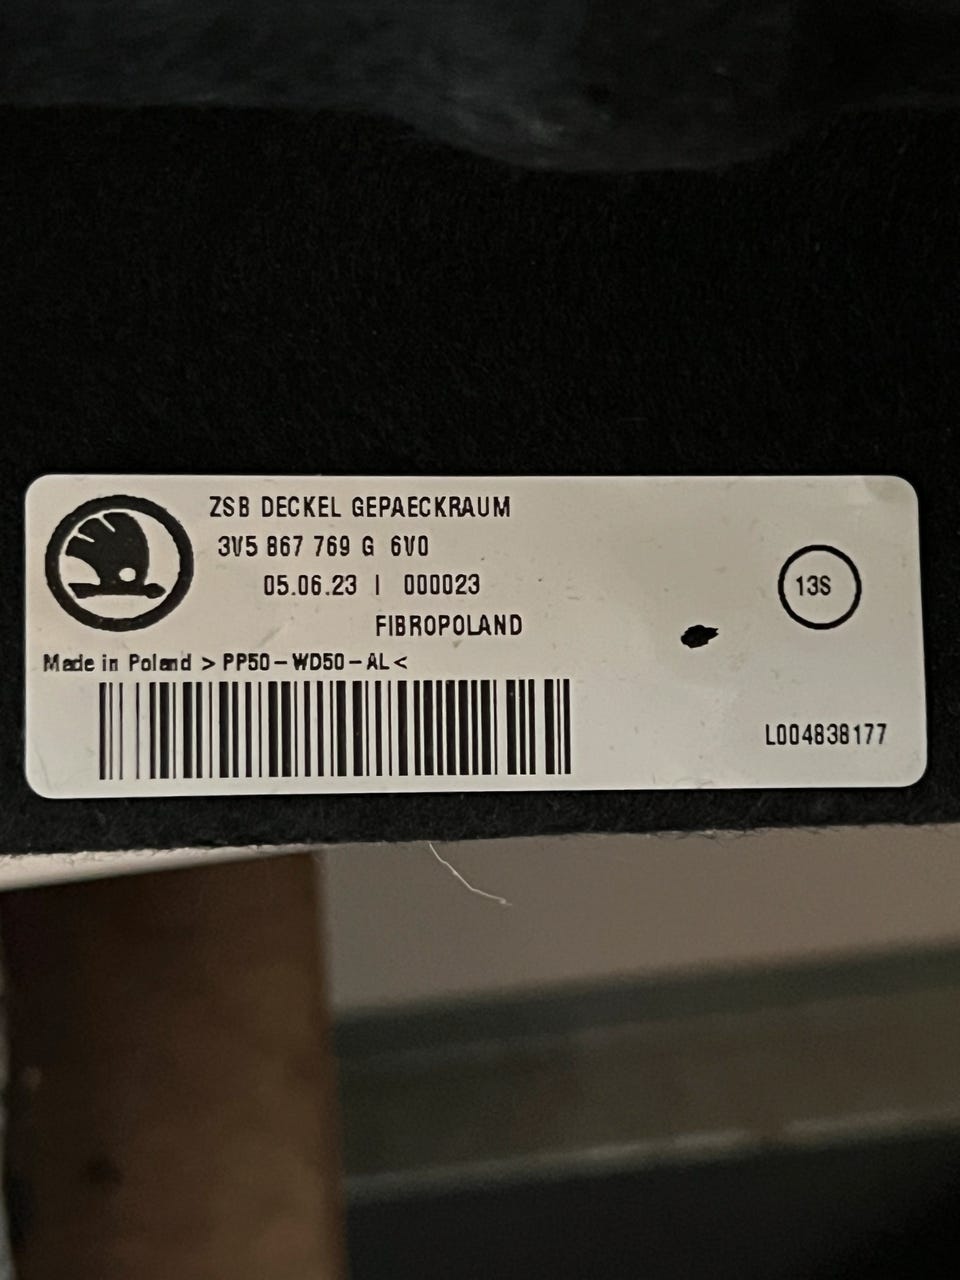 ZSB DECKEL GEPAECKRAUM
3V5 867 769 G 6V0
05.06.23 | 000023
13S
FIBROPOLAND
Made in Poland > PP50-WD50-AL<
L004838177